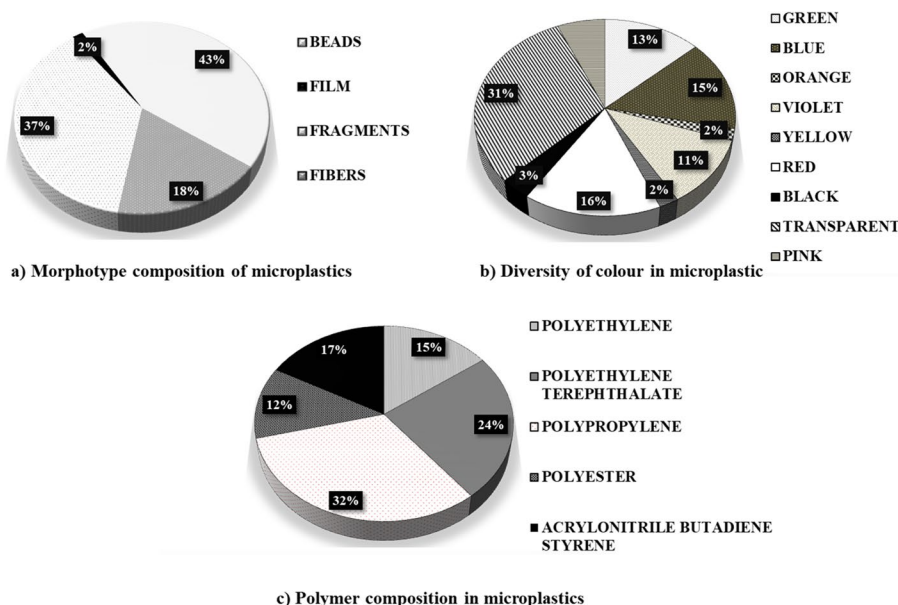 2%
43%
37%
18%
BEADS
FILM
FRAGMENTS
FIBERS
a) Morphotype composition of microplastics
13%
15%
2%
11%
2%
16%
3%
31%
GREEN
BLUE
ORANGE
VIOLET
YELLOW
RED
BLACK
TRANSPARENT
PINK
b) Diversity of colour in microplastic
17%
15%
12%
24%
32%
POLYETHYLENE
POLYETHYLENE
TEREPHTHALATE
POLYPROPYLENE
POLYESTER
ACRYLONITRILE BUTADIENE
STYRENE
c) Polymer composition in microplastics